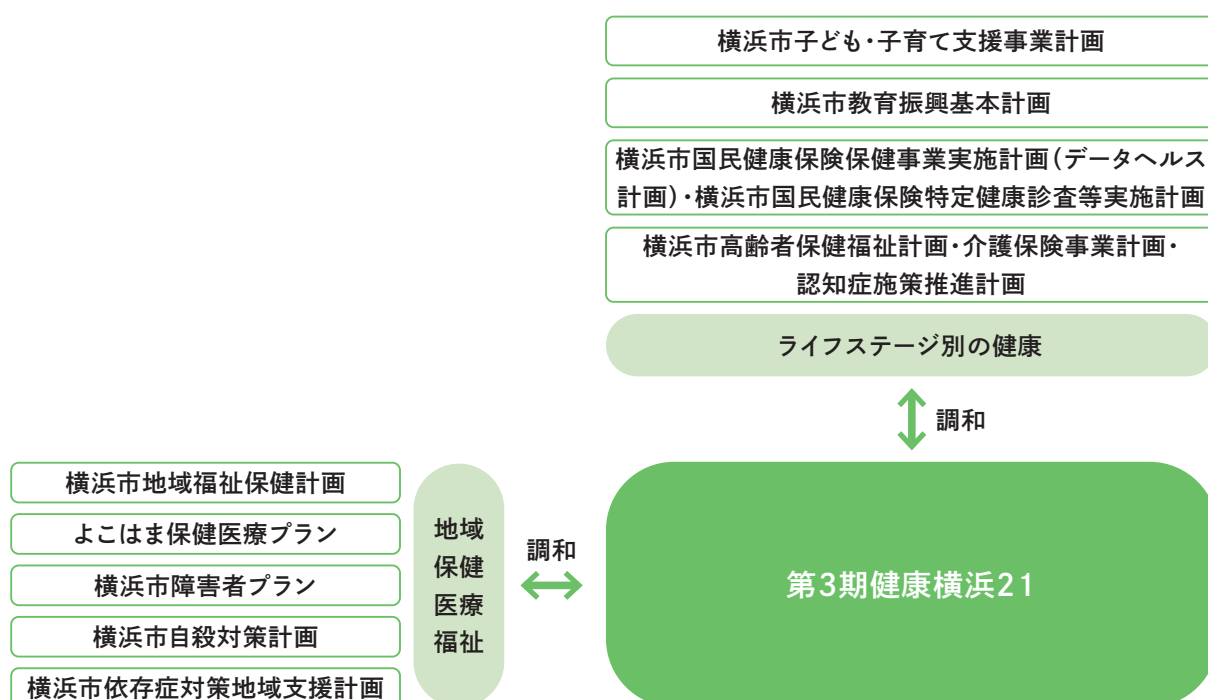 横浜市子ども・子育て支援事業計画
横浜市教育振興基本計画
横浜市国民健康保険保健事業実施計画(データヘルス
計画)・横浜市国民健康保険特定健康診査等実施計画
横浜市高齢者保健福祉計画・介護保険事業計画・
認知症施策推進計画
ライフステージ別の健康
調和
横浜市地域福祉保健計画
よこはま保健医療プラン
横浜市障害者プラン
横浜市自殺対策計画
横浜市依存症対策地域支援計画
地域
保健
医療
福祉
調和
第3期健康横浜21